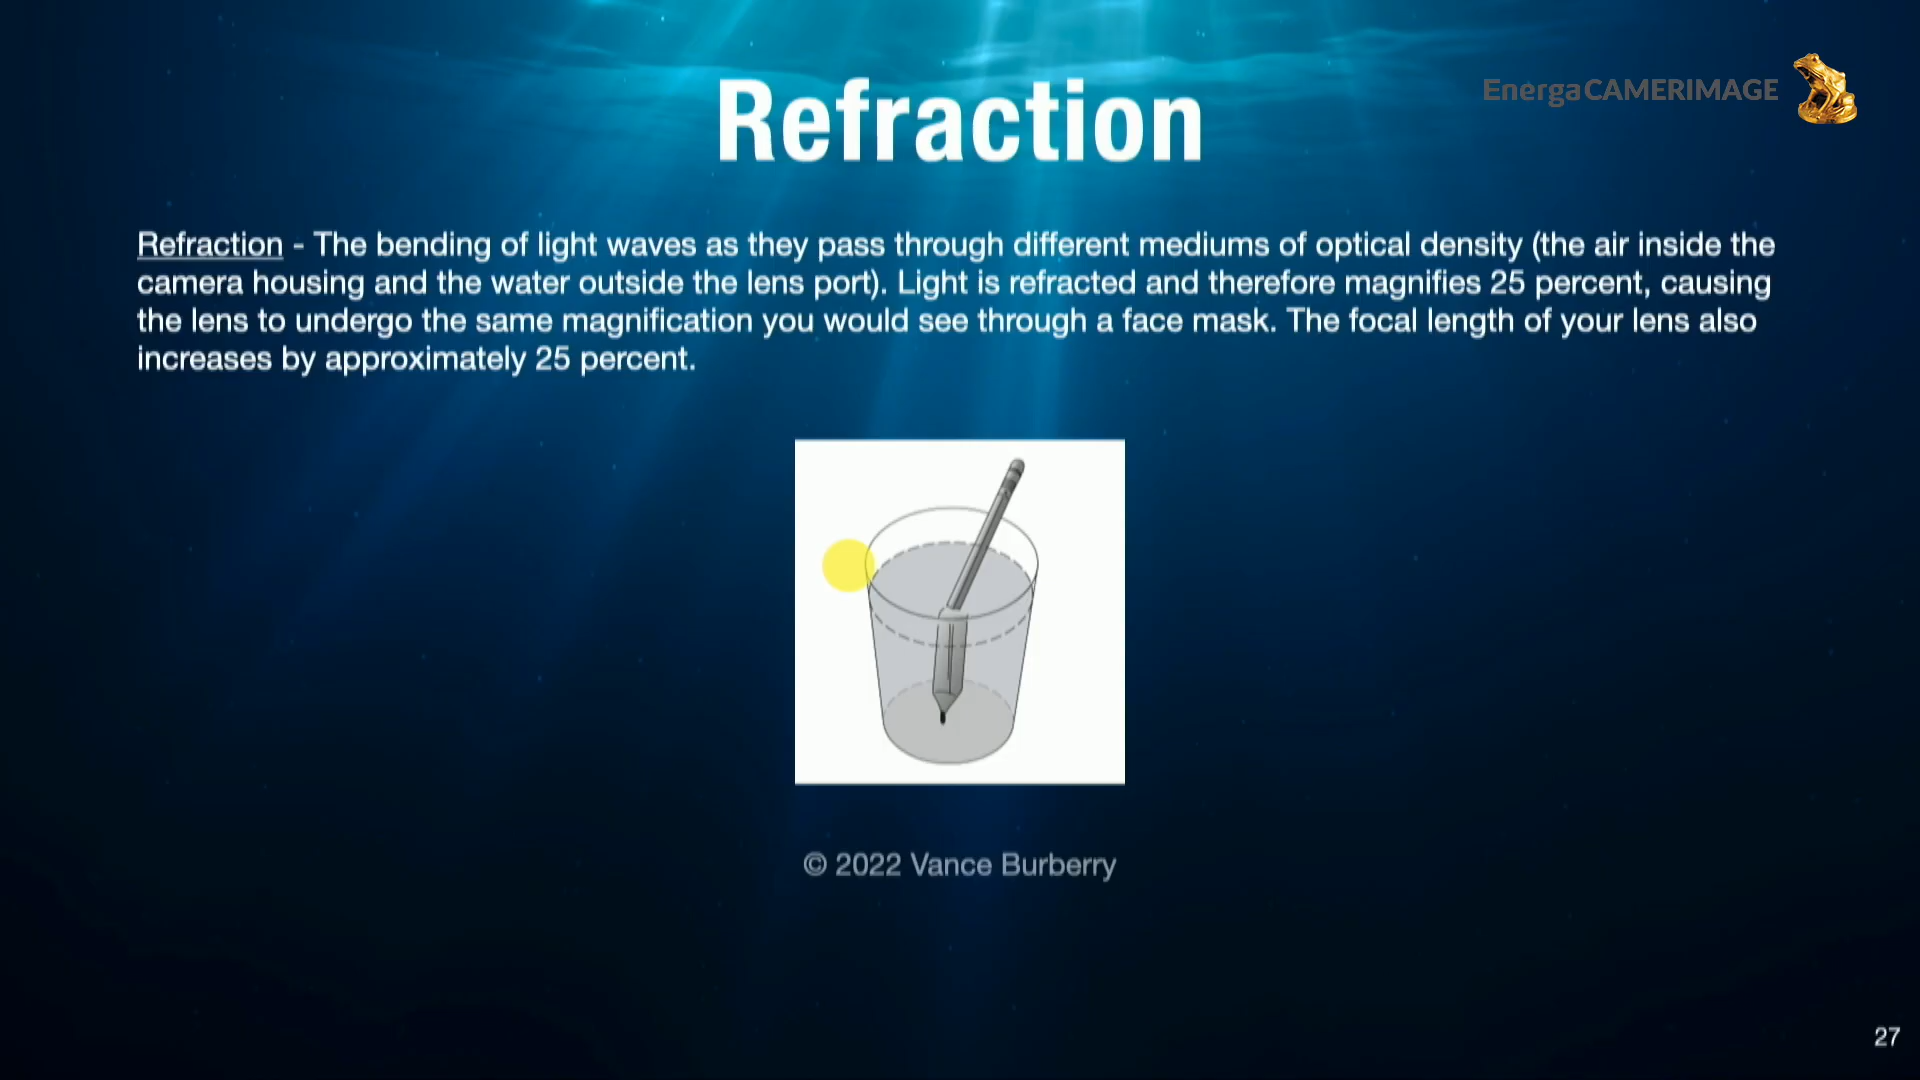 EnergaCAMERIMAGE
Refraction
Refraction - The bending of light waves as they pass through different mediums of optical density (the air inside the
camera housing and the water outside the lens port). Light is refracted and therefore magnifies 25 percent, causing
the lens to undergo the same magnification you would see through a face mask. The focal length of your lens also
increases by approximately 25 percent.
© 2022 Vance Burberry
27